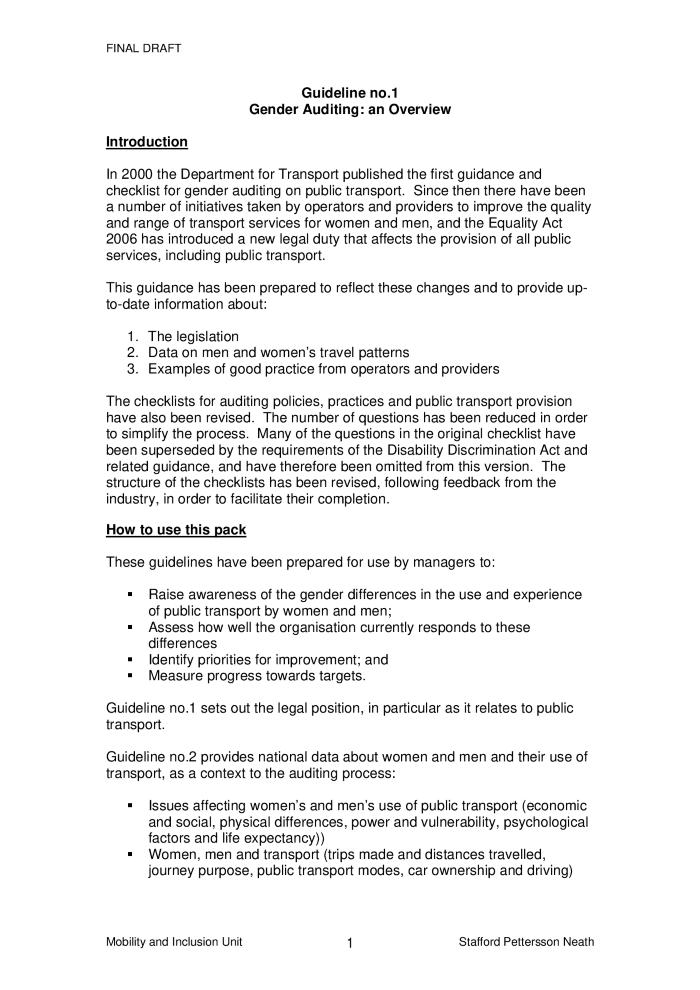 FINAL DRAFT
Guideline no.1
Gender Auditing: an Overview
Introduction
In 2000 the Department for Transport published the first guidance and
checklist for gender auditing on public transport.  Since then there have been
a number of initiatives taken by operators and providers to improve the quality
and range of transport services for women and men, and the Equality Act
2006 has introduced a new legal duty that affects the provision of all public
services, including public transport.
This guidance has been prepared to reflect these changes and to provide up-
to-date information about:
1. The legislation
2. Data on men and women's travel patterns
3. Examples of good practice from operators and providers
The checklists for auditing policies, practices and public transport provision
have also been revised.  The number of questions has been reduced in order
to simplify the process.  Many of the questions in the original checklist have
been superseded by the requirements of the Disability Discrimination Act and
related guidance, and have therefore been omitted from this version.  The
structure of the checklists has been revised, following feedback from the
industry, in order to facilitate their completion.
How to use this pack
These guidelines have been prepared for use by managers to:
▪ Raise awareness of the gender differences in the use and experience
of public transport by women and men;
▪ Assess how well the organisation currently responds to these
differences
▪ Identify priorities for improvement; and
▪ Measure progress towards targets.
Guideline no.1 sets out the legal position, in particular as it relates to public
transport.
Guideline no.2 provides national data about women and men and their use of
transport, as a context to the auditing process:
▪ Issues affecting women's and men's use of public transport (economic
and social, physical differences, power and vulnerability, psychological
factors and life expectancy))
▪ Women, men and transport (trips made and distances travelled,
journey purpose, public transport modes, car ownership and driving)
Mobility and Inclusion Unit 1 Stafford Pettersson Neath